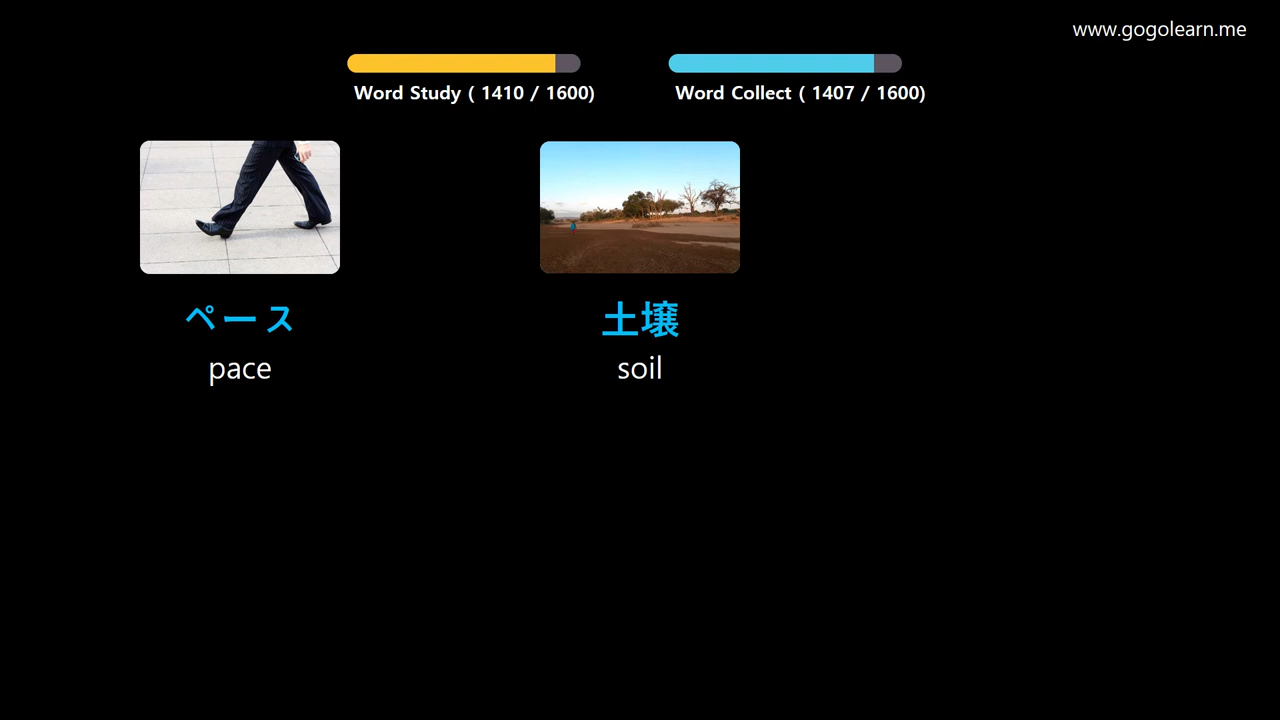 www.gogolearn.me
Word Study ( 1410 / 1600)
Word Collect ( 1407 / 1600)
ペース
pace
土壌
soil